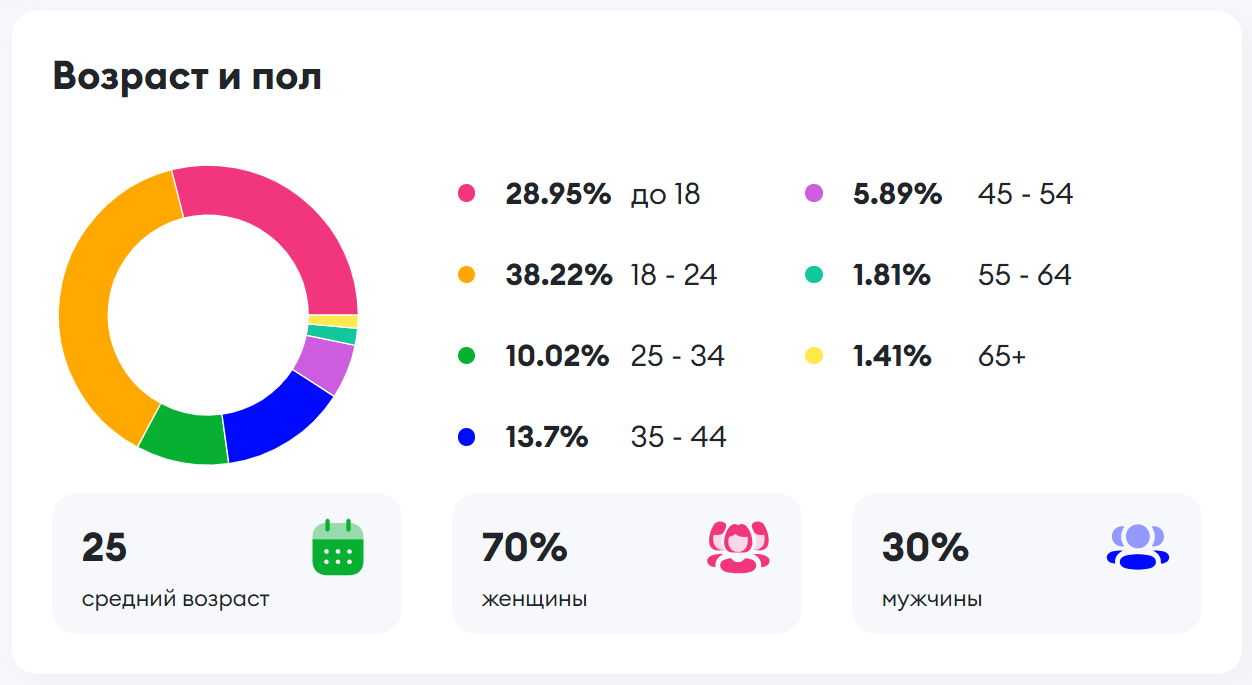 Возраст и пол
28.95% до 18
38.22% 18 - 24
10.02% 25 - 34
13.7% 35 - 44
5.89% 45 - 54
1.81% 55 - 64
1.41% 65+
25
средний возраст
70%
женщины
30%
мужчины